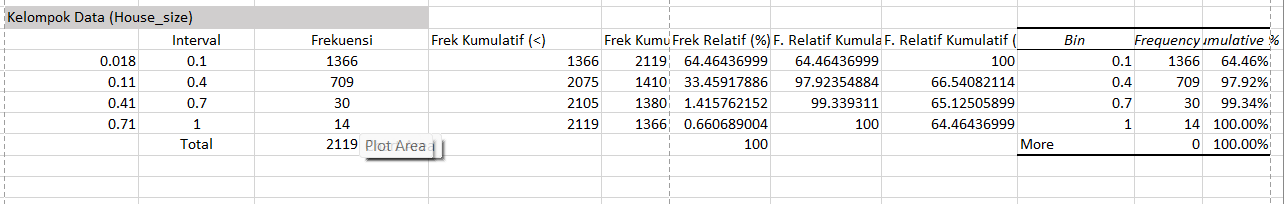 Kelompok Data (House_size)
Interval Frekuensi Frek Kumulatif (<) Frek Kumu Frek Relatif (%) F. Relatif Kumula F. Relatif Kumulatif ( Bin Frequency umulative %
0.018 0.1 1366 1366 2119 64.46436999 64.46436999 100 0.1 1366 64.46%
0.11 0.4 709 2075 1410 33.45917886 97.92354884 66.54082114 0.4 709 97.92%
0.41 0.7 30 2105 1380 1.415762152 99.339311 65.12505899 0.7 30 99.34%
0.71 1 14 2119 1366 0.660689004 100 64.46436999 1 14 100.00%
Total 2119 Plot Area 100 More 0 100.00%